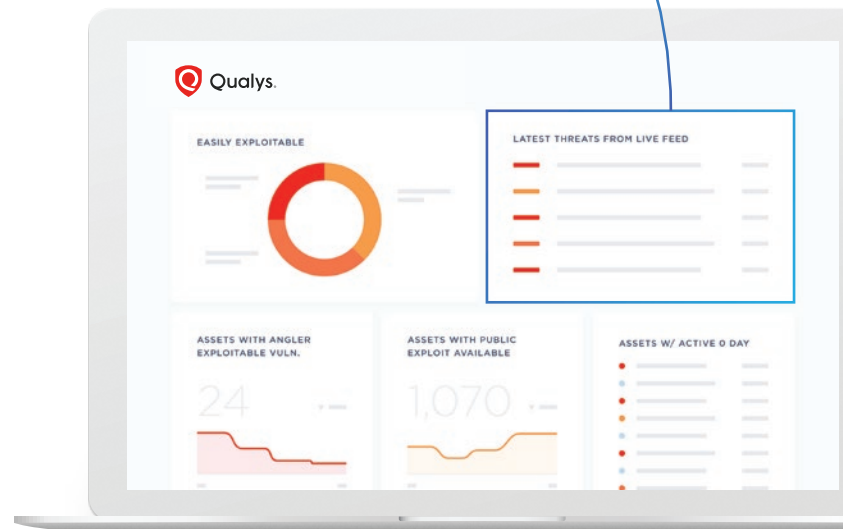 Qualys.
EASILY EXPLOITABLE
LATEST THREATS FROM LIVE FEED
ASSETS WITH ANGLER
EXPLOITABLE VULN.
24
ASSETS WITH PUBLIC
EXPLOIT AVAILABLE
1,070
ASSETS W/ ACTIVE 0 DAY